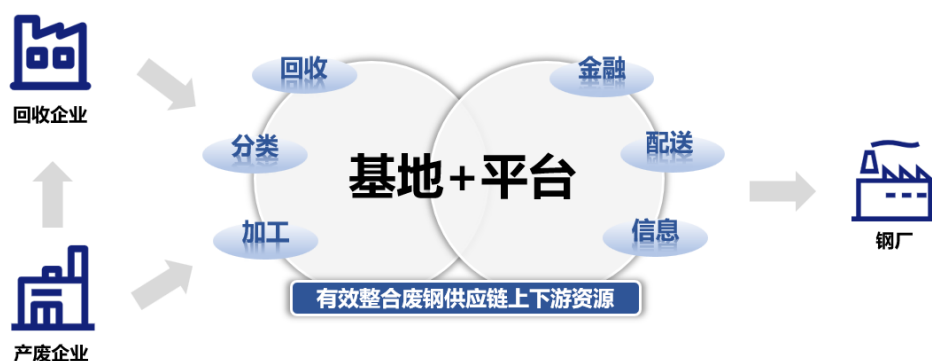 回收企业
产废企业
回收
分类
加工
基地+平台
金融
配送
信息
有效整合废钢供应链上下游资源
钢厂